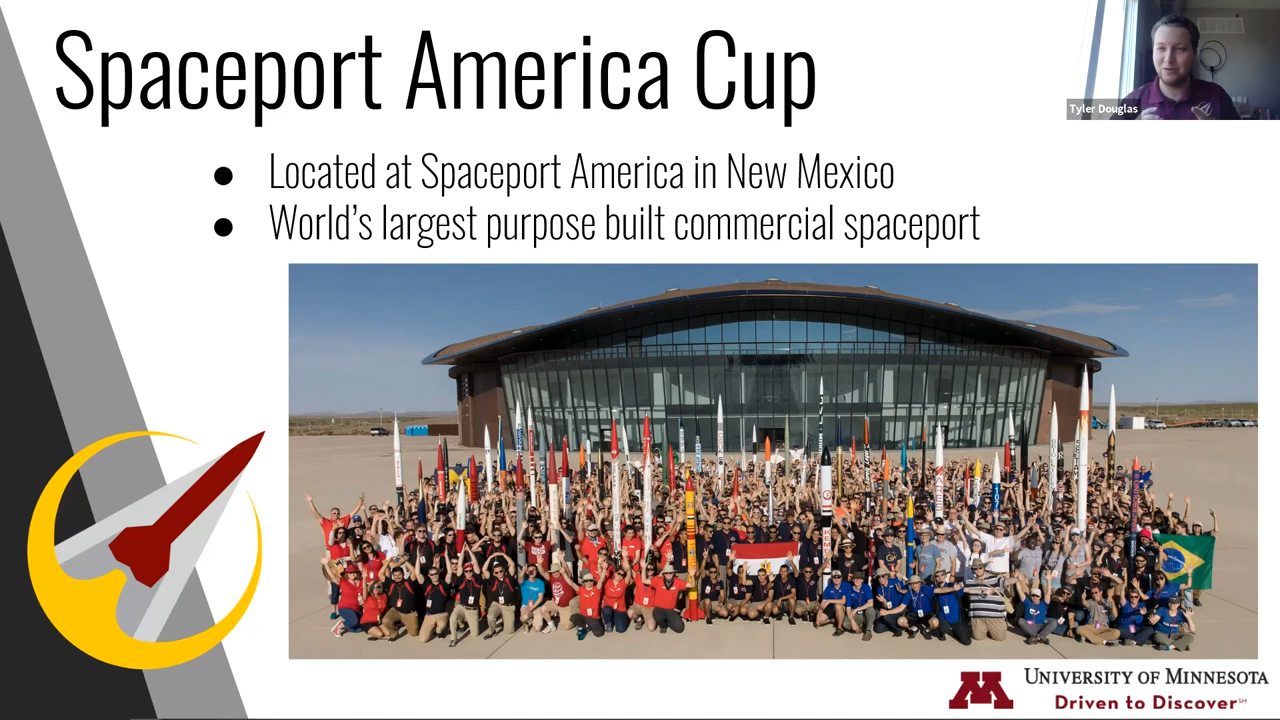 Spaceport America Cup
Tyler Douglas
● Located at Spaceport America in New Mexico
● World's largest purpose built commercial spaceport
M
UNIVERSITY OF MINNESOTA
Driven to Discover℠